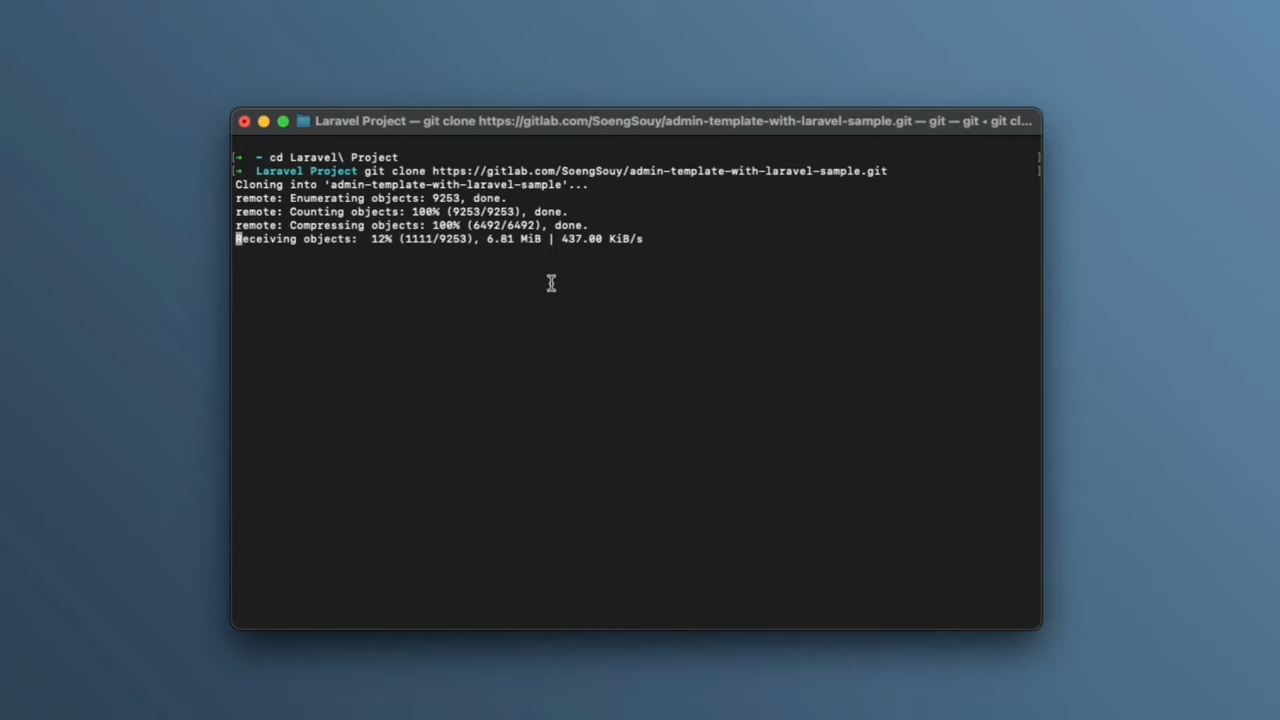 Laravel Project — git clone https://gitlab.com/SoengSouy/admin-template-with-laravel-sample.git — git — git ◂ git cl...
[➜  ~ cd Laravel\ Project ]
[➜  Laravel Project git clone https://gitlab.com/SoengSouy/admin-template-with-laravel-sample.git ]
Cloning into 'admin-template-with-laravel-sample'...
remote: Enumerating objects: 9253, done.
remote: Counting objects: 100% (9253/9253), done.
remote: Compressing objects: 100% (6492/6492), done.
Receiving objects:  12% (1111/9253), 6.81 MiB | 437.00 KiB/s